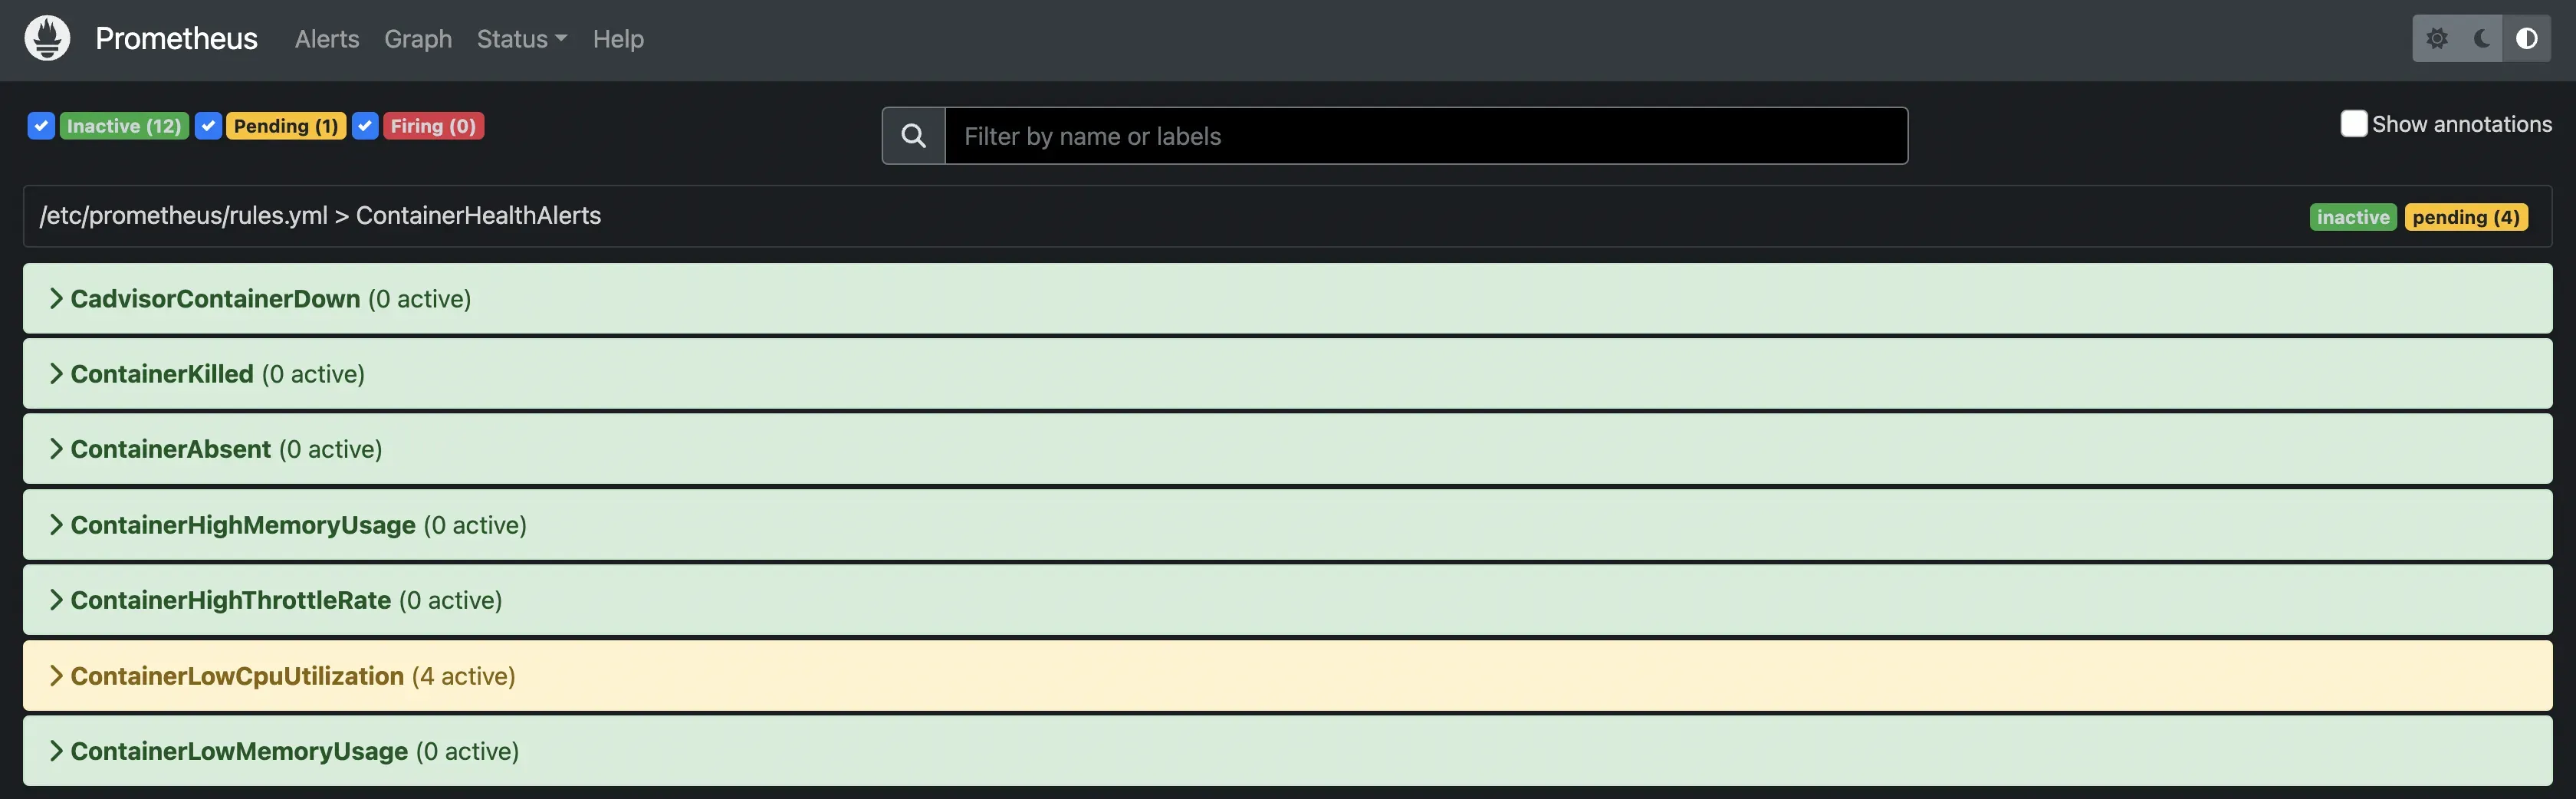 Prometheus Alerts Graph Status Help
Inactive (12) Pending (1) Firing (0) Filter by name or labels Show annotations
/etc/prometheus/rules.yml > ContainerHealthAlerts inactive pending (4)
CadvisorContainerDown (0 active)
ContainerKilled (0 active)
ContainerAbsent (0 active)
ContainerHighMemoryUsage (0 active)
ContainerHighThrottleRate (0 active)
ContainerLowCpuUtilization (4 active)
ContainerLowMemoryUsage (0 active)